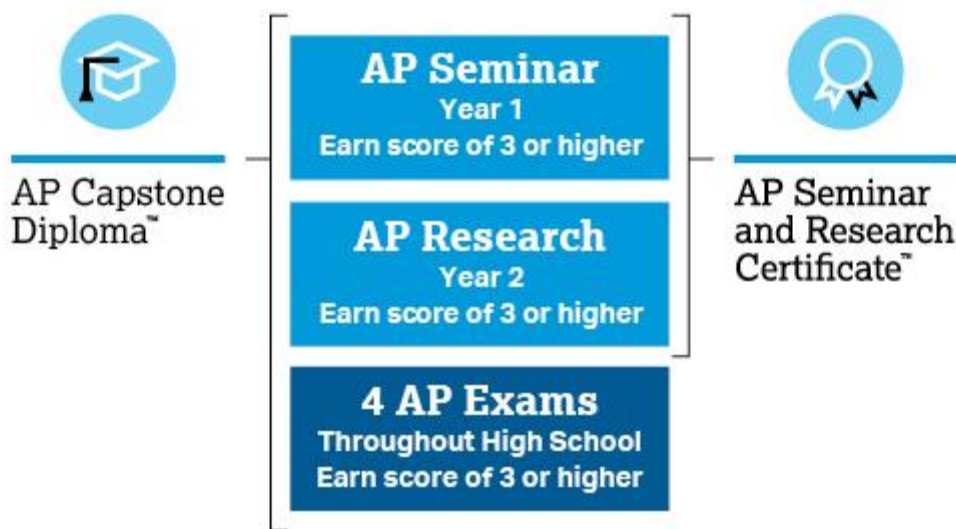 AP Capstone
Diploma™
AP Seminar
Year 1
Earn score of 3 or higher
AP Research
Year 2
Earn score of 3 or higher
4 AP Exams
Throughout High School
Earn score of 3 or higher
AP Seminar
and Research
Certificate™